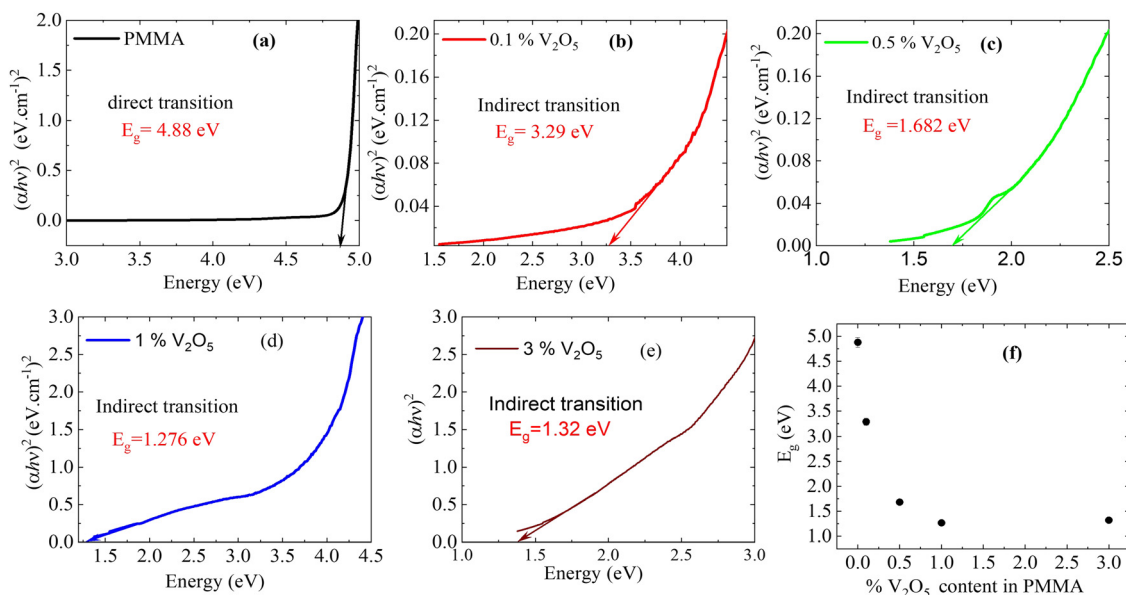 PMMA
(a)
direct transition
E₉= 4.88 eV
(αhν)² (eV.cm⁻¹)²
2.0
1.5
1.0
0.5
0.0
3.0 3.5 4.0 4.5 5.0
Energy (eV)
0.1 % V₂O₅
(b)
Indirect transition
E₉= 3.29 eV
(αhν)² (eV.cm⁻¹)²
0.20
0.16
0.12
0.08
0.04
1.5 2.0 2.5 3.0 3.5 4.0
Energy (eV)
0.5 % V₂O₅
(c)
Indirect transition
E₉ =1.682 eV
(αhν)² (eV.cm⁻¹)²
0.20
0.16
0.12
0.08
0.04
0.00
1.0 1.5 2.0 2.5
Energy (eV)
1 % V₂O₅
(d)
Indirect transition
E₉=1.276 eV
(αhν)² (eV.cm⁻¹)²
3.0
2.5
2.0
1.5
1.0
0.5
0.0
1.5 2.0 2.5 3.0 3.5 4.0 4.5
Energy (eV)
3 % V₂O₅
(e)
Indirect transition
E₉=1.32 eV
(αhν)²
3.0
2.5
2.0
1.5
1.0
0.5
0.0
1.0 1.5 2.0 2.5 3.0
Energy (eV)
(f)
E₉ (eV)
5.0
4.5
4.0
3.5
3.0
2.5
2.0
1.5
1.0
0.0 0.5 1.0 1.5 2.0 2.5 3.0
% V₂O₅ content in PMMA